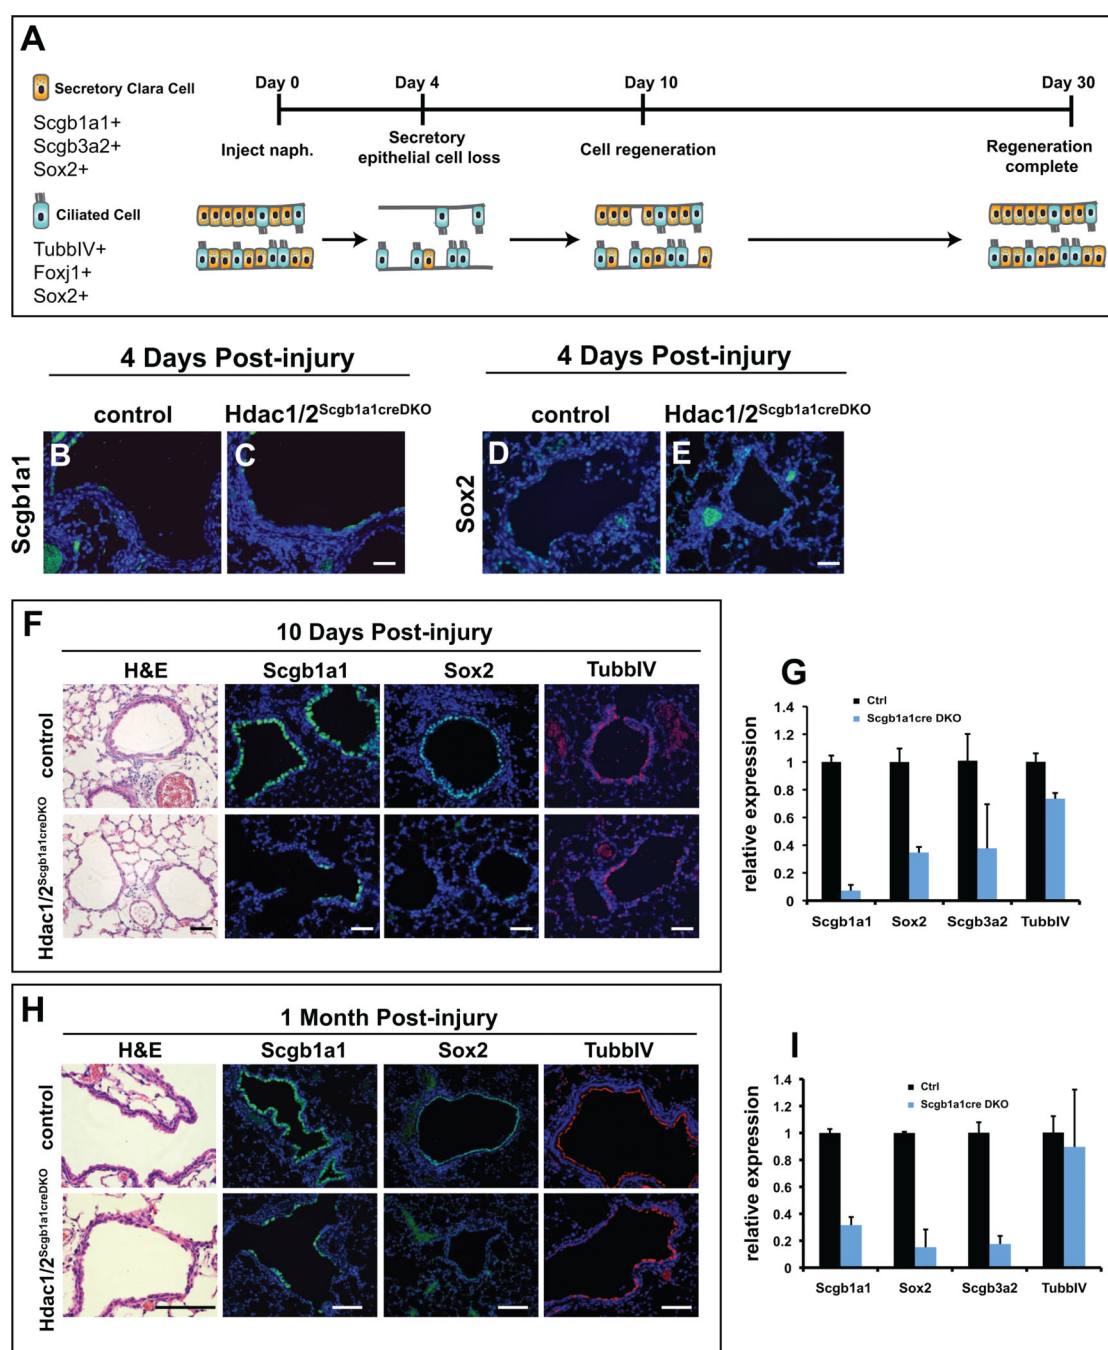 A
Secretory Clara Cell
Scgb1a1+
Scgb3a2+
Sox2+
Ciliated Cell
TubbIV+
Foxj1+
Sox2+
Day 0
Day 4
Day 10
Day 30
Inject naph.
Secretory
epithelial cell loss
Cell regeneration
Regeneration
complete
4 Days Post-injury
control
Hdac1/2Scgb1a1creDKO
Scgb1a1
B
C
4 Days Post-injury
control
Hdac1/2Scgb1a1creDKO
Sox2
D
E
F
10 Days Post-injury
H&E
Scgb1a1
Sox2
TubbIV
control
Hdac1/2Scgb1a1creDKO
G
Ctrl
Scgb1a1cre DKO
relative expression
1.4
1.2
1
0.8
0.6
0.4
0.2
0
Scgb1a1
Sox2
Scgb3a2
TubbIV
H
1 Month Post-injury
H&E
Scgb1a1
Sox2
TubbIV
control
Hdac1/2Scgb1a1creDKO
I
Ctrl
Scgb1a1cre DKO
relative expression
1.4
1.2
1
0.8
0.6
0.4
0.2
0
Scgb1a1
Sox2
Scgb3a2
TubbIV